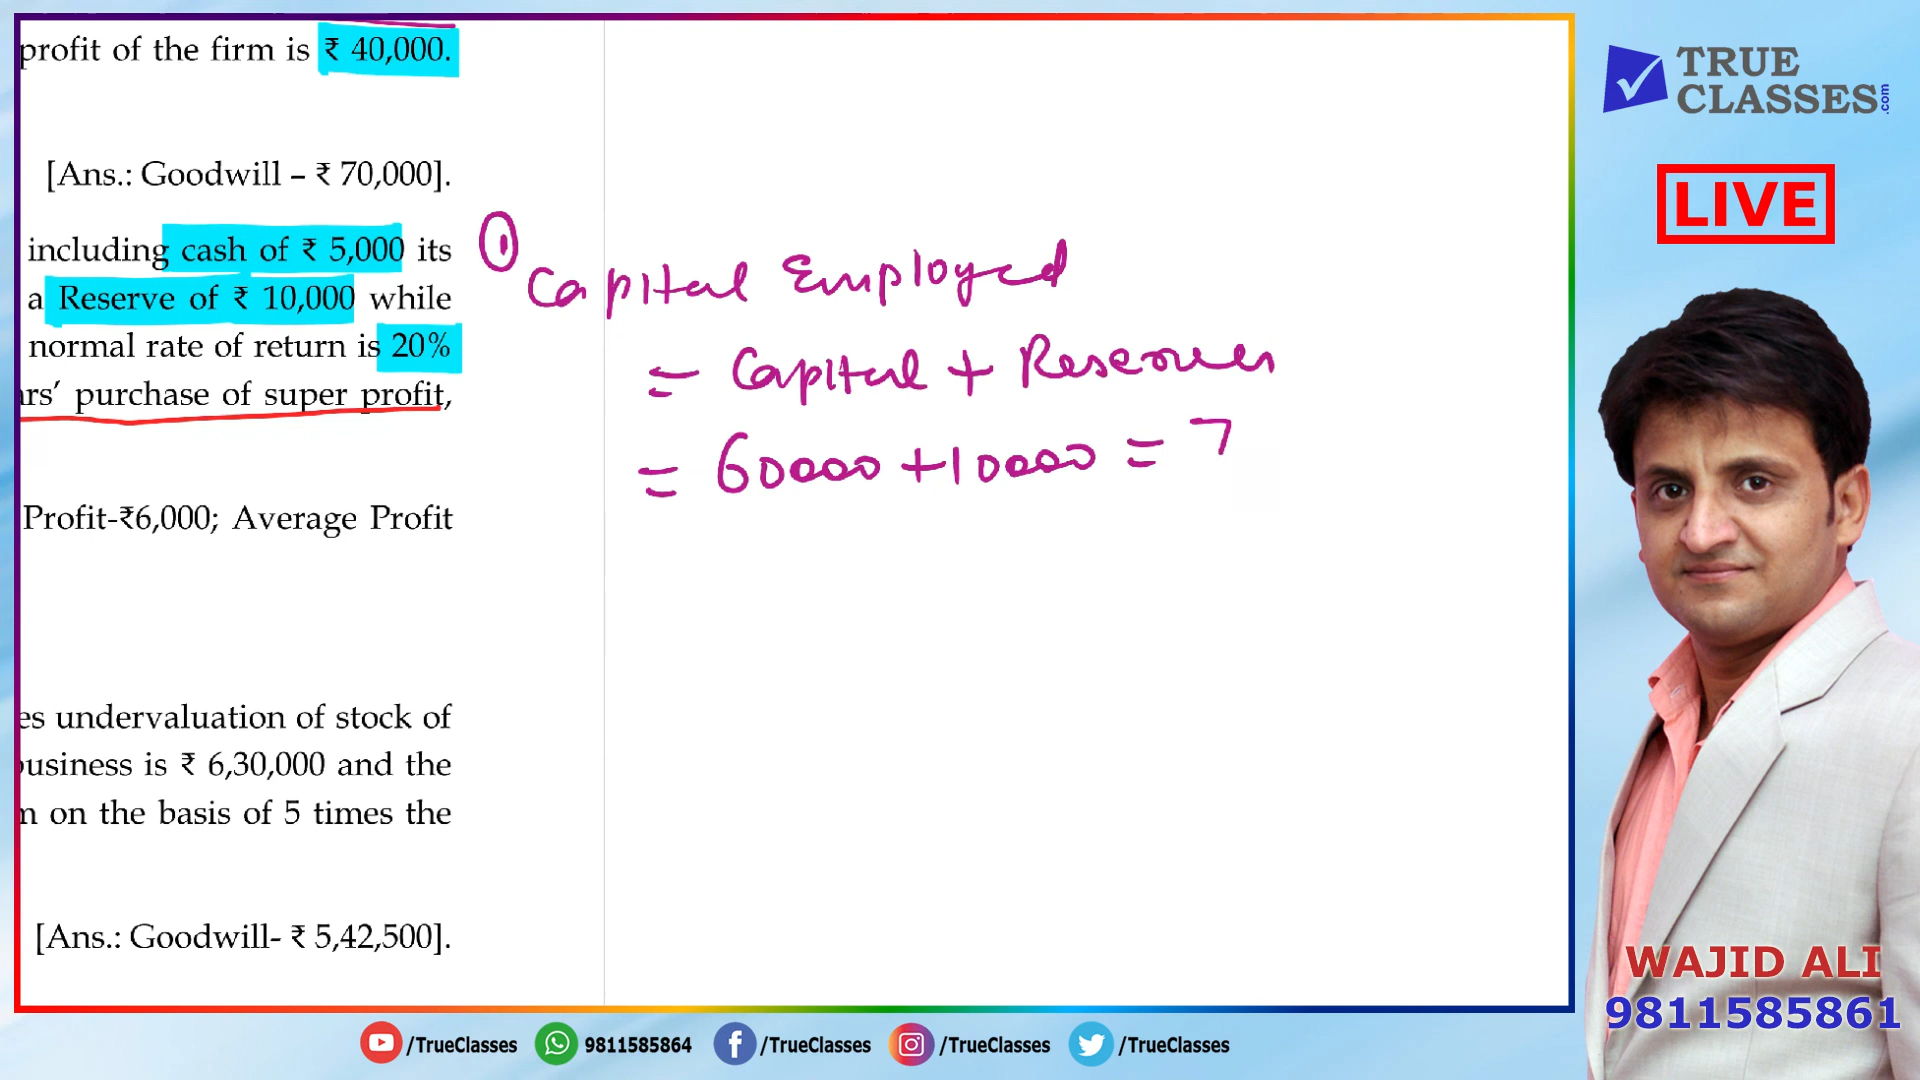 profit of the firm is ₹ 40,000.
[Ans.: Goodwill – ₹ 70,000].
including cash of ₹ 5,000 its
a Reserve of ₹ 10,000 while
normal rate of return is 20%
rs’ purchase of super profit,
Profit-₹6,000; Average Profit
es undervaluation of stock of
business is ₹ 6,30,000 and the
on the basis of 5 times the
[Ans.: Goodwill- ₹ 5,42,500].
① Capital Employed
= Capital + Reserves
= 60000 + 10000 = 7
TRUE
CLASSES.com
LIVE
WAJID ALI
9811585861
/TrueClasses 9811585864 /TrueClasses /TrueClasses /TrueClasses